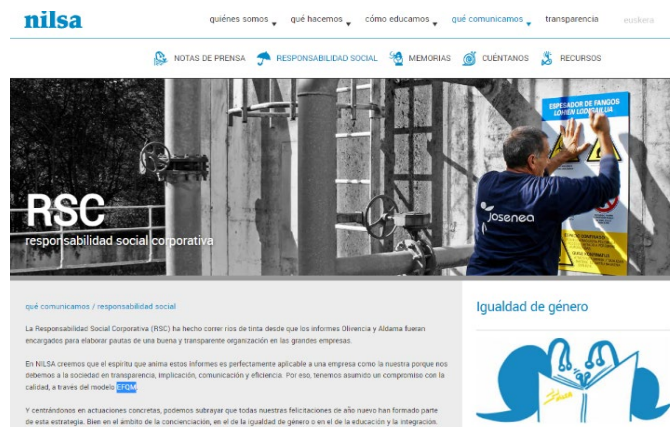 nilsa
quiénes somos qué hacemos cómo educamos qué comunicamos transparencia euskera
NOTAS DE PRENSA RESPONSABILIDAD SOCIAL MEMORIAS CUÉNTANOS RECURSOS
ESPESADOR DE FANGOS
LOHIEN LODIGAILUA
Josenea
RSC
responsabilidad social corporativa
qué comunicamos / responsabilidad social
La Responsabilidad Social Corporativa (RSC) ha hecho correr ríos de tinta desde que los informes Olivencia y Aldama fueran
encargados para elaborar pautas de una buena y transparente organización en las grandes empresas.
En NILSA creemos que el espíritu que anima estos informes es perfectamente aplicable a una empresa como la nuestra porque nos
debemos a la sociedad en transparencia, implicación, comunicación y eficiencia. Por eso, tenemos asumido un compromiso con la
calidad, a través del modelo EFQM
Y centrándonos en actuaciones concretas, podemos subrayar que todas nuestras felicitaciones de año nuevo han formado parte
de esta estrategia. Bien en el ámbito de la concienciación, en el de la igualdad de género o en el de la educación y la integración.
Igualdad de género